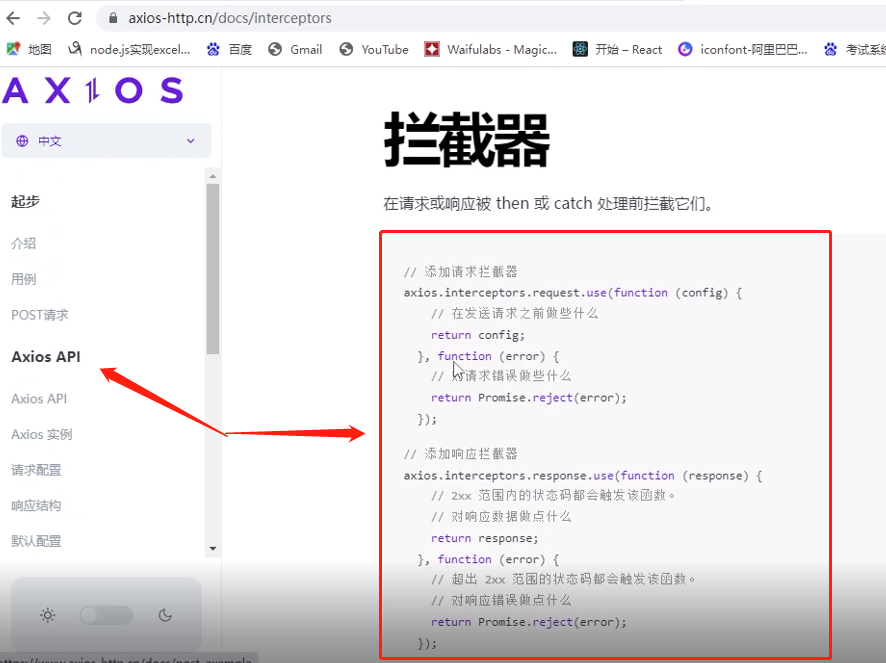 axios-http.cn/docs/interceptors
地图
node.js实现excel...
百度
Gmail
YouTube
Waifulabs - Magic...
开始 – React
iconfont-阿里巴巴...
考试系统
AXIOS
中文
起步
介绍
用例
POST请求
Axios API
Axios API
Axios 实例
请求配置
响应结构
默认配置
拦截器
在请求或响应被 then 或 catch 处理前拦截它们。
// 添加请求拦截器
axios.interceptors.request.use(function (config) {
// 在发送请求之前做些什么
return config;
}, function (error) {
// 对请求错误做些什么
return Promise.reject(error);
});
// 添加响应拦截器
axios.interceptors.response.use(function (response) {
// 2xx 范围内的状态码都会触发该函数。
// 对响应数据做点什么
return response;
}, function (error) {
// 超出 2xx 范围的状态码都会触发该函数。
// 对响应错误做点什么
return Promise.reject(error);
});
https://www.axios-http.cn/docs/post_example